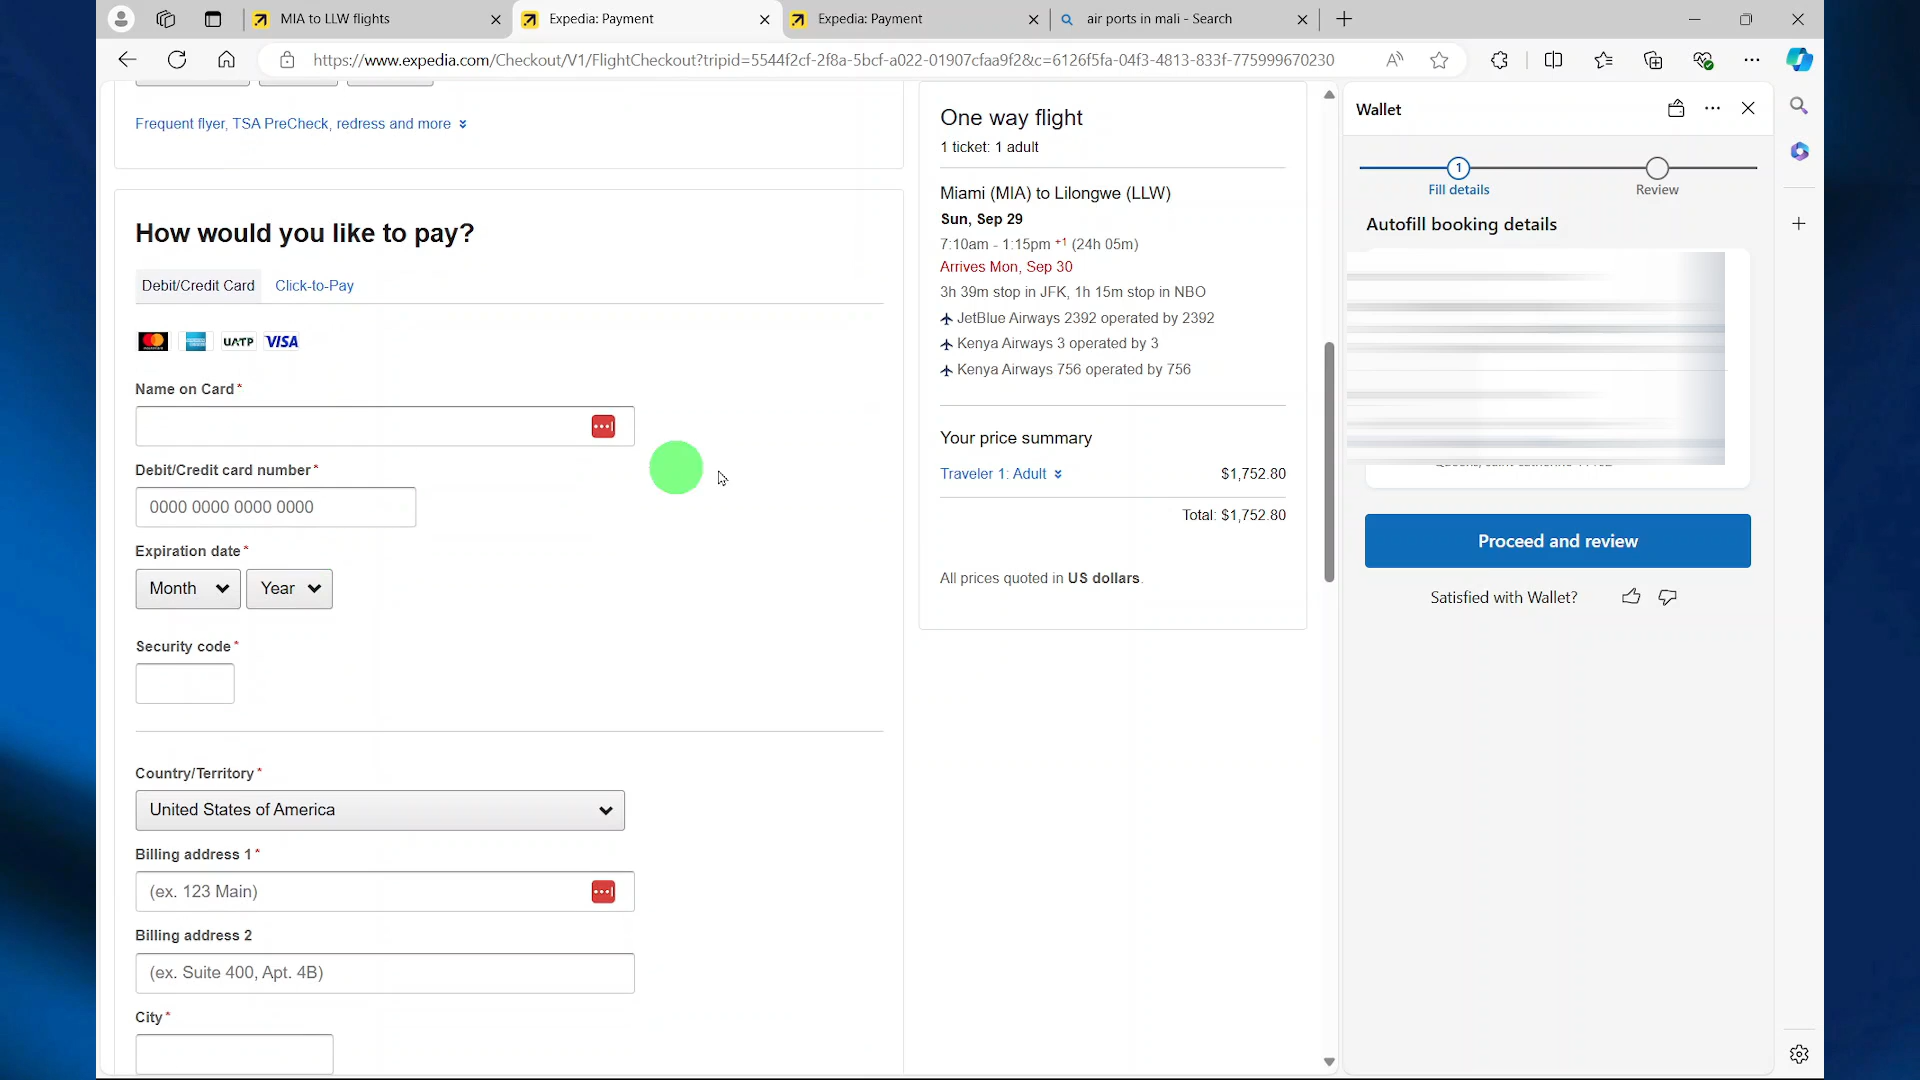 MIA to LLW flights
Expedia: Payment
Expedia: Payment
air ports in mali - Search
https://www.expedia.com/Checkout/V1/FlightCheckout?tripid=5544f2cf-2f8a-5bcf-a022-01907cfaa9f2&c=6126f5fa-04f3-4813-833f-775999670230
Frequent flyer, TSA PreCheck, redress and more
How would you like to pay?
Debit/Credit Card
Click-to-Pay
UATP
VISA
Name on Card*
Debit/Credit card number*
0000 0000 0000 0000
Expiration date*
Month
Year
Security code*
Country/Territory*
United States of America
Billing address 1*
(ex. 123 Main)
Billing address 2
(ex. Suite 400, Apt. 4B)
City*
One way flight
1 ticket: 1 adult
Miami (MIA) to Lilongwe (LLW)
Sun, Sep 29
7:10am - 1:15pm +1 (24h 05m)
Arrives Mon, Sep 30
3h 39m stop in JFK, 1h 15m stop in NBO
JetBlue Airways 2392 operated by 2392
Kenya Airways 3 operated by 3
Kenya Airways 756 operated by 756
Your price summary
Traveler 1: Adult
$1,752.80
Total: $1,752.80
All prices quoted in US dollars.
Wallet
1
Fill details
Review
Autofill booking details
Proceed and review
Satisfied with Wallet?